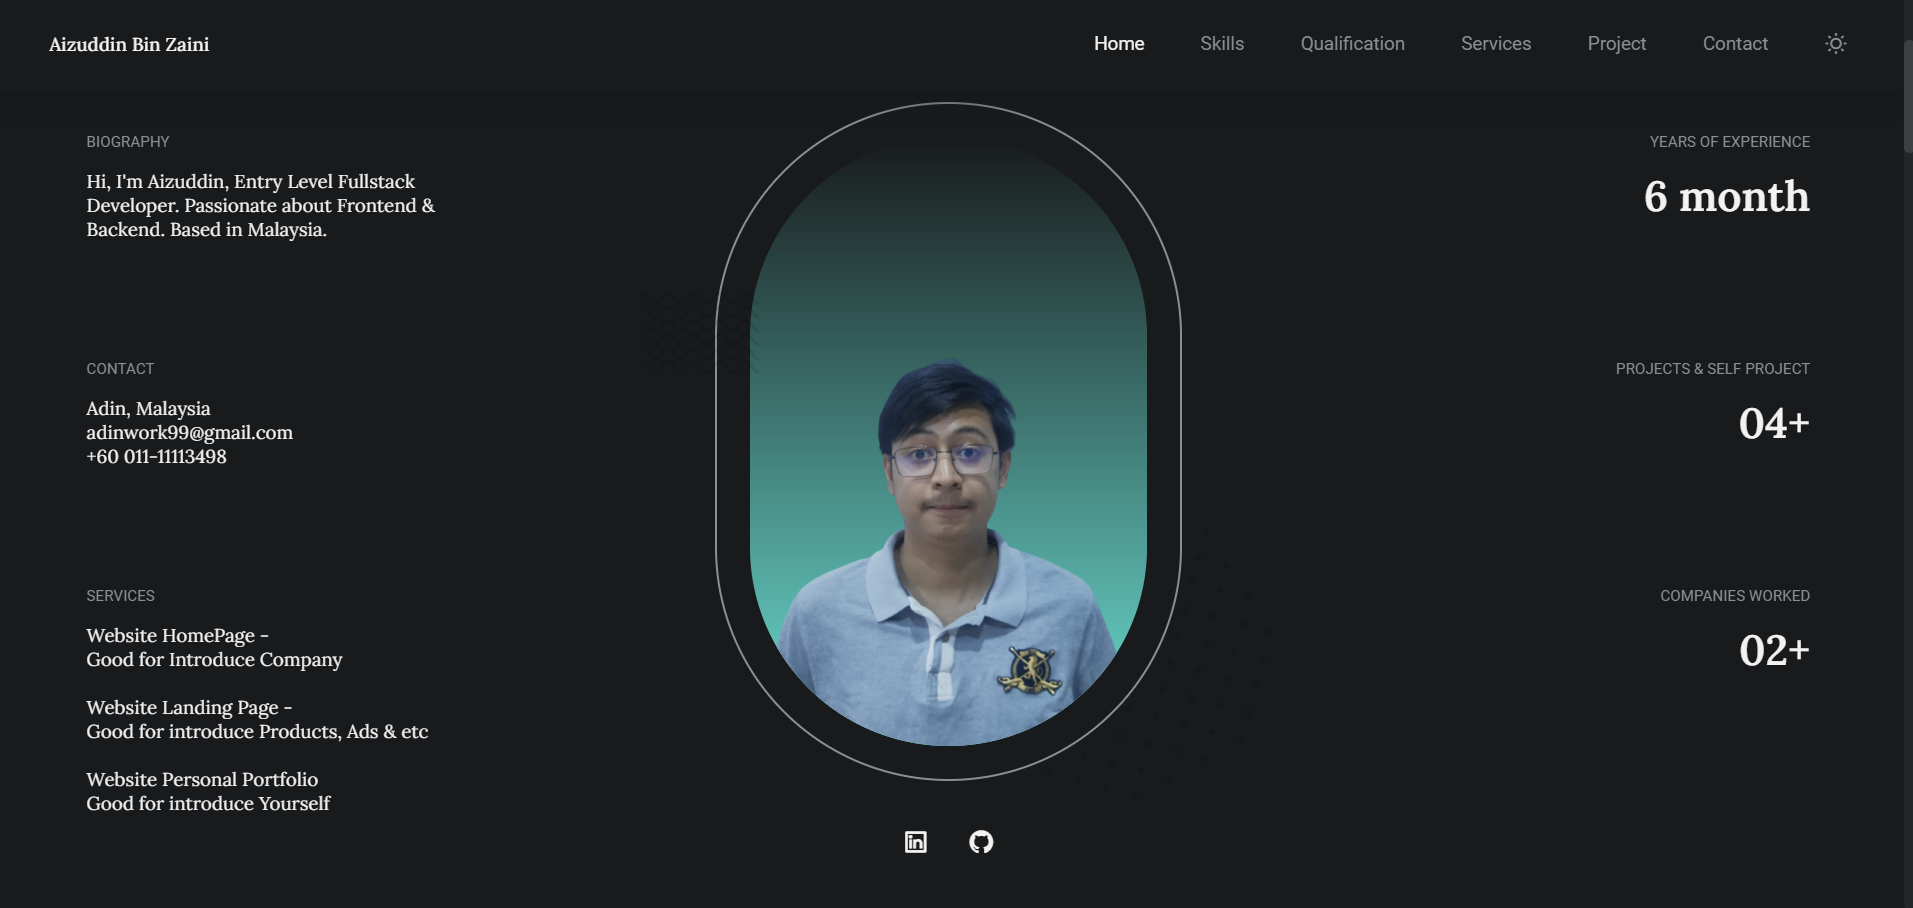 Aizuddin Bin Zaini
Home
Skills
Qualification
Services
Project
Contact
BIOGRAPHY
Hi, I'm Aizuddin, Entry Level Fullstack
Developer. Passionate about Frontend &
Backend. Based in Malaysia.
CONTACT
Adin, Malaysia
adinwork99@gmail.com
+60 011-11113498
SERVICES
Website HomePage -
Good for Introduce Company
Website Landing Page -
Good for introduce Products, Ads & etc
Website Personal Portfolio
Good for introduce Yourself
YEARS OF EXPERIENCE
6 month
PROJECTS & SELF PROJECT
04+
COMPANIES WORKED
02+